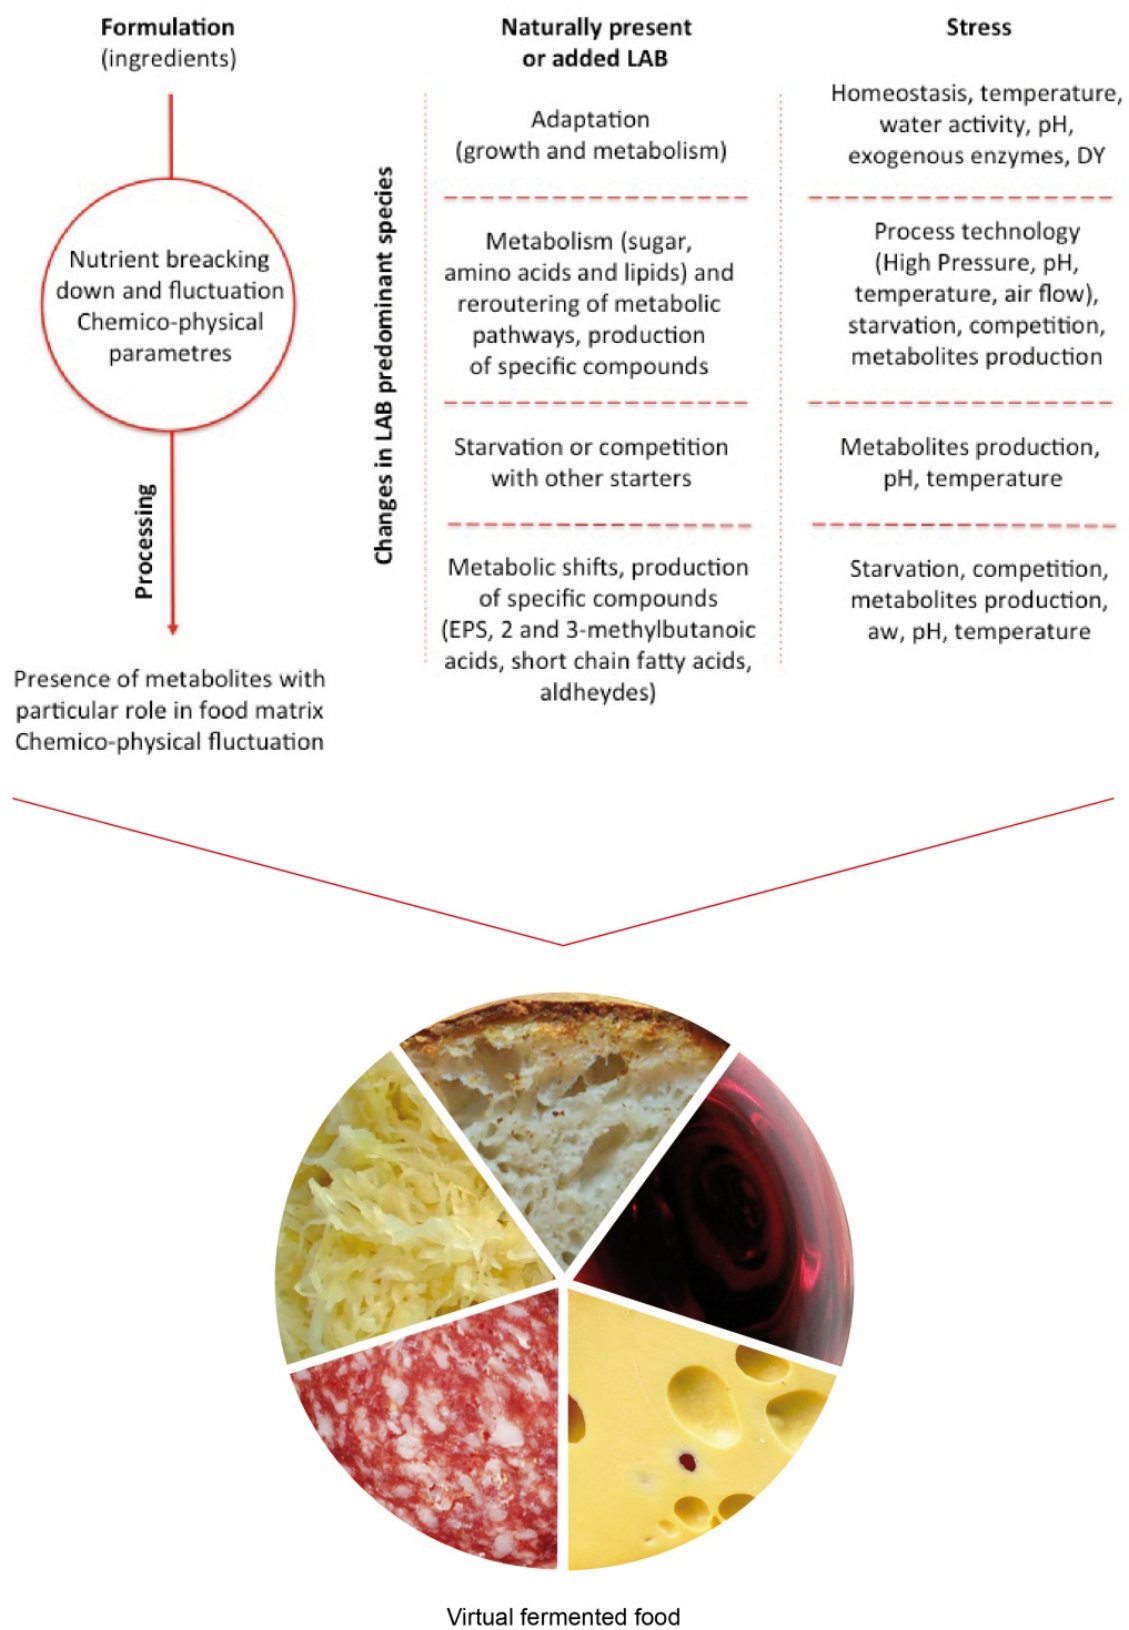 Formulation
(ingredients)
Nutrient breacking
down and fluctuation
Chemico-physical
parametres
Processing
Presence of metabolites with
particular role in food matrix
Chemico-physical fluctuation
Changes in LAB predominant species
Naturally present
or added LAB
Adaptation
(growth and metabolism)
Metabolism (sugar,
amino acids and lipids) and
reroutering of metabolic
pathways, production
of specific compounds
Starvation or competition
with other starters
Metabolic shifts, production
of specific compounds
(EPS, 2 and 3-methylbutanoic
acids, short chain fatty acids,
aldheydes)
Stress
Homeostasis, temperature,
water activity, pH,
exogenous enzymes, DY
Process technology
(High Pressure, pH,
temperature, air flow),
starvation, competition,
metabolites production
Metabolites production,
pH, temperature
Starvation, competition,
metabolites production,
aw, pH, temperature
Virtual fermented food